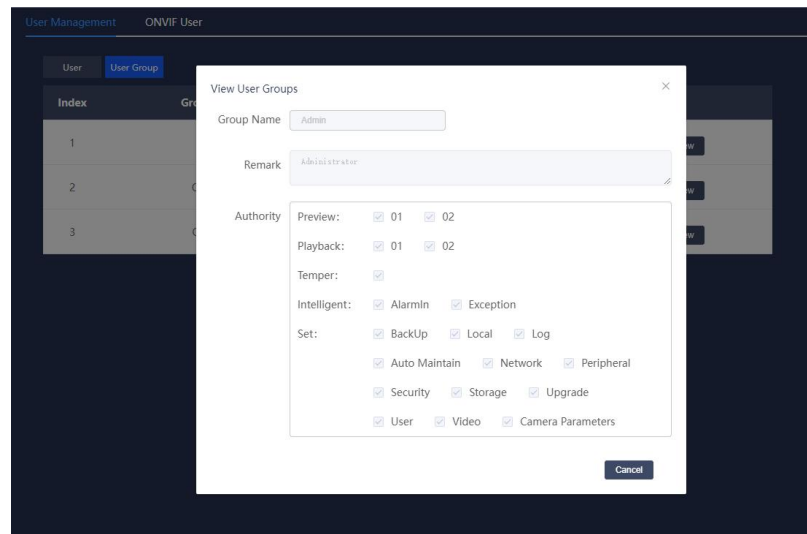 User Management ONVIF User
User User Group
View User Groups
Index
Group Name Admin
1
Remark Administrator
2
3
Authority Preview: 01 02
Playback: 01 02
Temper:
Intelligent: AlarmIn Exception
Set: BackUp Local Log
Auto Maintain Network Peripheral
Security Storage Upgrade
User Video Camera Parameters
Cancel